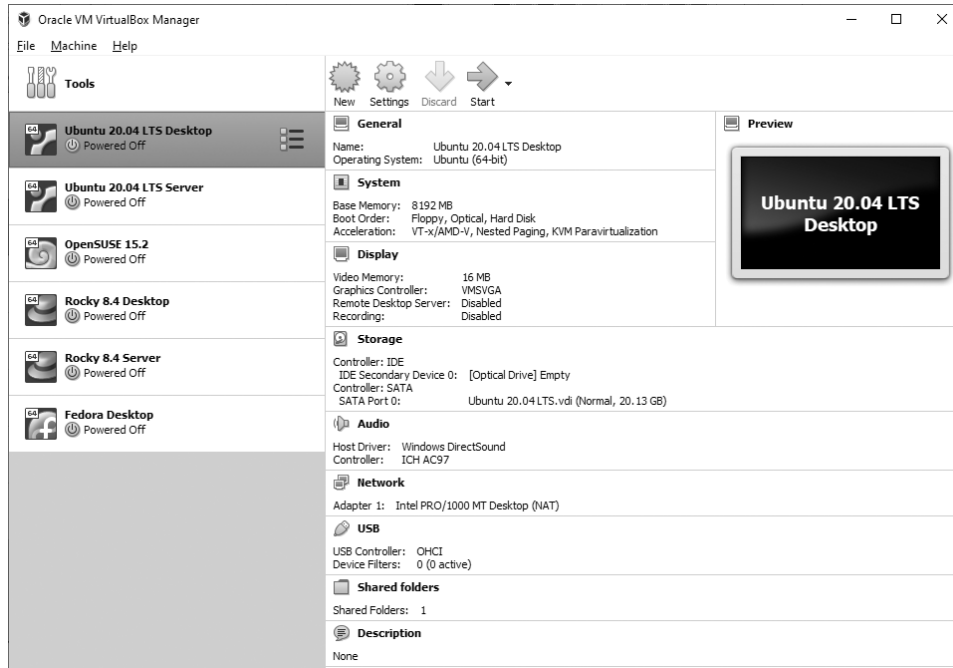 Oracle VM VirtualBox Manager
File Machine Help
Tools
New Settings Discard Start
64
Ubuntu 20.04 LTS Desktop
Powered Off
64
Ubuntu 20.04 LTS Server
Powered Off
64
OpenSUSE 15.2
Powered Off
64
Rocky 8.4 Desktop
Powered Off
64
Rocky 8.4 Server
Powered Off
64
Fedora Desktop
Powered Off
General
Name: Ubuntu 20.04 LTS Desktop
Operating System: Ubuntu (64-bit)
System
Base Memory: 8192 MB
Boot Order: Floppy, Optical, Hard Disk
Acceleration: VT-x/AMD-V, Nested Paging, KVM Paravirtualization
Display
Video Memory: 16 MB
Graphics Controller: VMSVGA
Remote Desktop Server: Disabled
Recording: Disabled
Preview
Ubuntu 20.04 LTS
Desktop
Storage
Controller: IDE
IDE Secondary Device 0: [Optical Drive] Empty
Controller: SATA
SATA Port 0: Ubuntu 20.04 LTS.vdi (Normal, 20.13 GB)
Audio
Host Driver: Windows DirectSound
Controller: ICH AC97
Network
Adapter 1: Intel PRO/1000 MT Desktop (NAT)
USB
USB Controller: OHCI
Device Filters: 0 (0 active)
Shared folders
Shared Folders: 1
Description
None